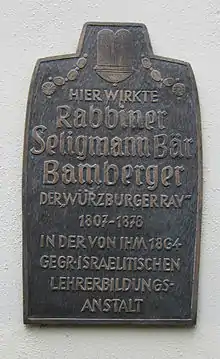 HIER WIRKTE
Rabbiner
Seligmann Bär
Bamberger
DER WÜRZBURGER RAV
1807-1878
IN DER VON IHM 1864
GEGR·ISRAELITISCHEN
LEHRERBILDUNGS-
ANSTALT